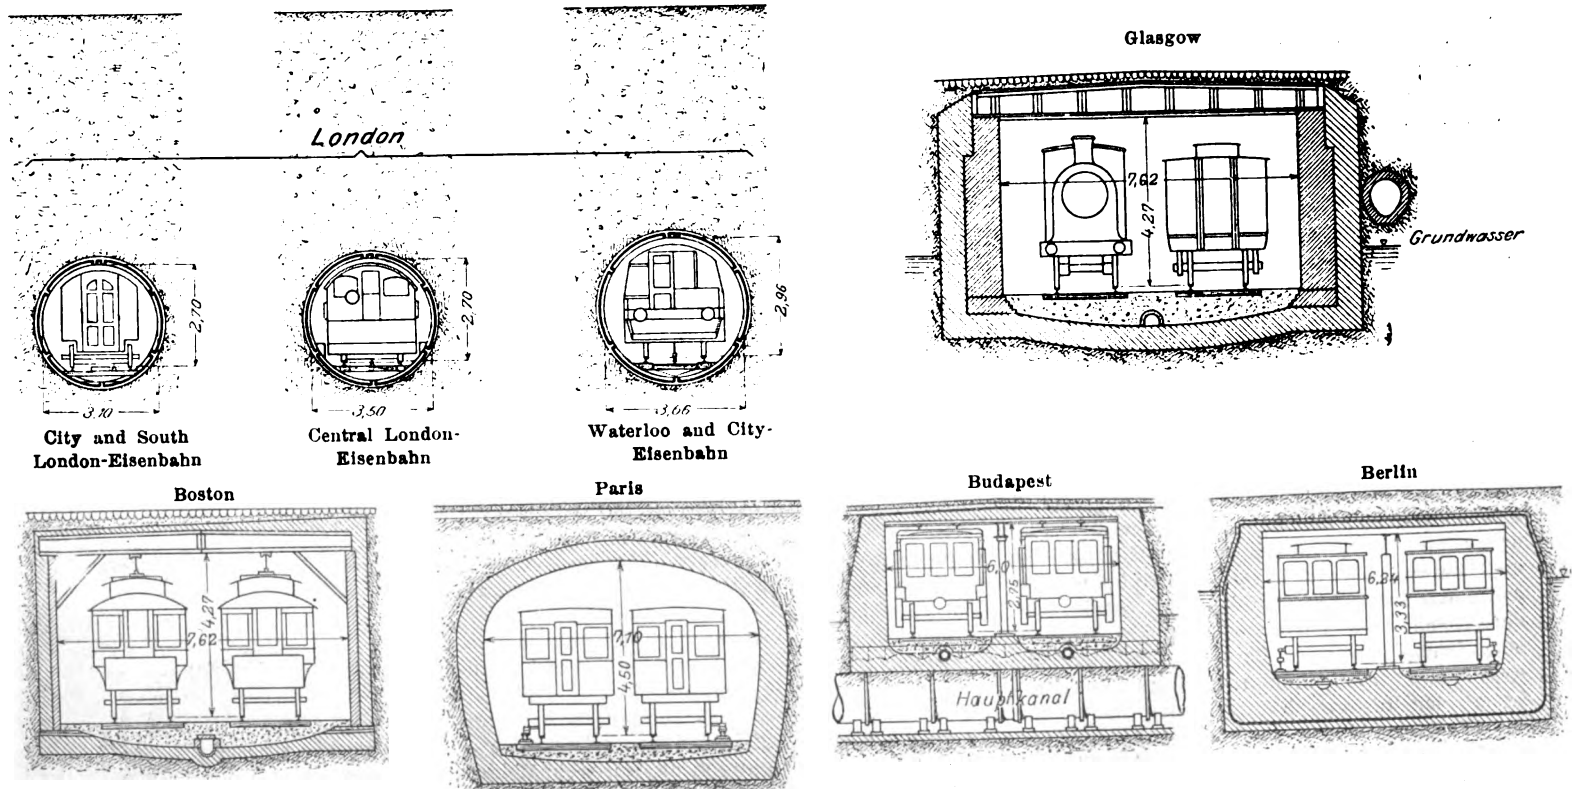 London
2,70
3,10
City and South
London-Eisenbahn
2,70
3,50
Central London-
Eisenbahn
2,96
3,66
Waterloo and City-
Eisenbahn
Glasgow
7,62
4,27
Grundwasser
Boston
4,27
7,62
Paris
7,10
4,50
Budapest
6,0
2,75
Hauptkanal
Berlin
6,24
3,33